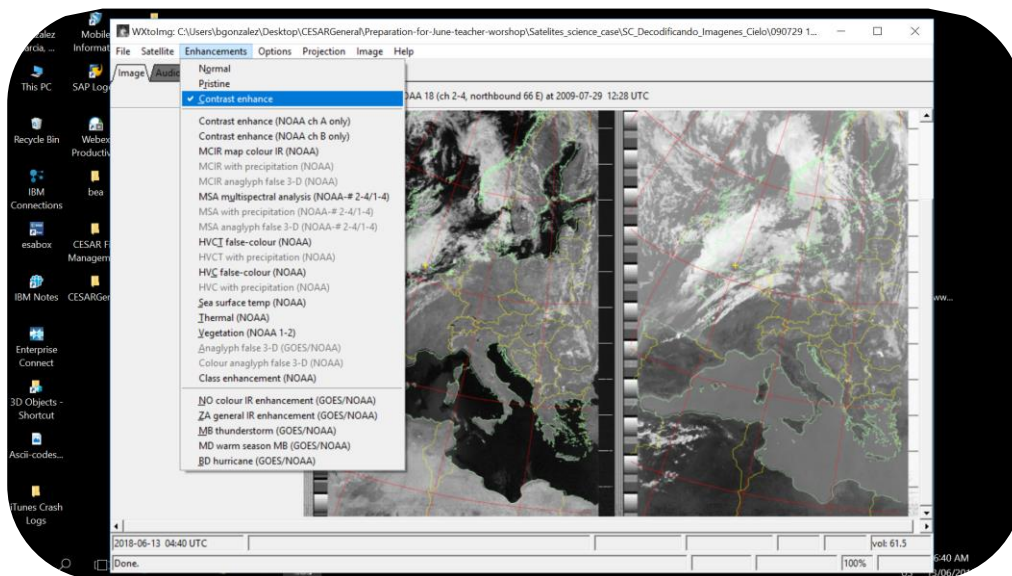 WXtoImg: C:\Users\bgonzalez\Desktop\CESARGeneral\Preparation-for-June-teacher-worshop\Satelites_science_case\SC_Decodificando_Imagenes_Cielo\090729 1...
File Satellite Enhancements Options Projection Image Help
Image Audio
18 (ch 2-4, northbound 66 E) at 2009-07-29 12:28 UTC
Normal
Pristine
Contrast enhance
Contrast enhance (NOAA ch A only)
Contrast enhance (NOAA ch B only)
MCIR map colour IR (NOAA)
MCIR with precipitation (NOAA)
MCIR anaglyph false 3-D (NOAA)
MSA multispectral analysis (NOAA-# 2-4/1-4)
MSA with precipitation (NOAA-# 2-4/1-4)
MSA anaglyph false 3-D (NOAA-# 2-4/1-4)
HVCT false-colour (NOAA)
HVCT with precipitation (NOAA)
HVC false-colour (NOAA)
HVC with precipitation (NOAA)
Sea surface temp (NOAA)
Thermal (NOAA)
Vegetation (NOAA 1-2)
Anaglyph false 3-D (GOES/NOAA)
Colour anaglyph false 3-D (NOAA)
Class enhancement (NOAA)
NO colour IR enhancement (GOES/NOAA)
ZA general IR enhancement (GOES/NOAA)
MB thunderstorm (GOES/NOAA)
MD warm season MB (GOES/NOAA)
BD hurricane (GOES/NOAA)
2018-06-13 04:40 UTC
vol: 61.5
Done.
100%
This PC
SAP
Recycle Bin
Webex
IBM
Connections
bea
esabox
CESAR
IBM Notes
Enterprise
Connect
3D Objects -
Shortcut
Ascii-codes...
iTunes Crash
Logs
ww...
6:40 AM